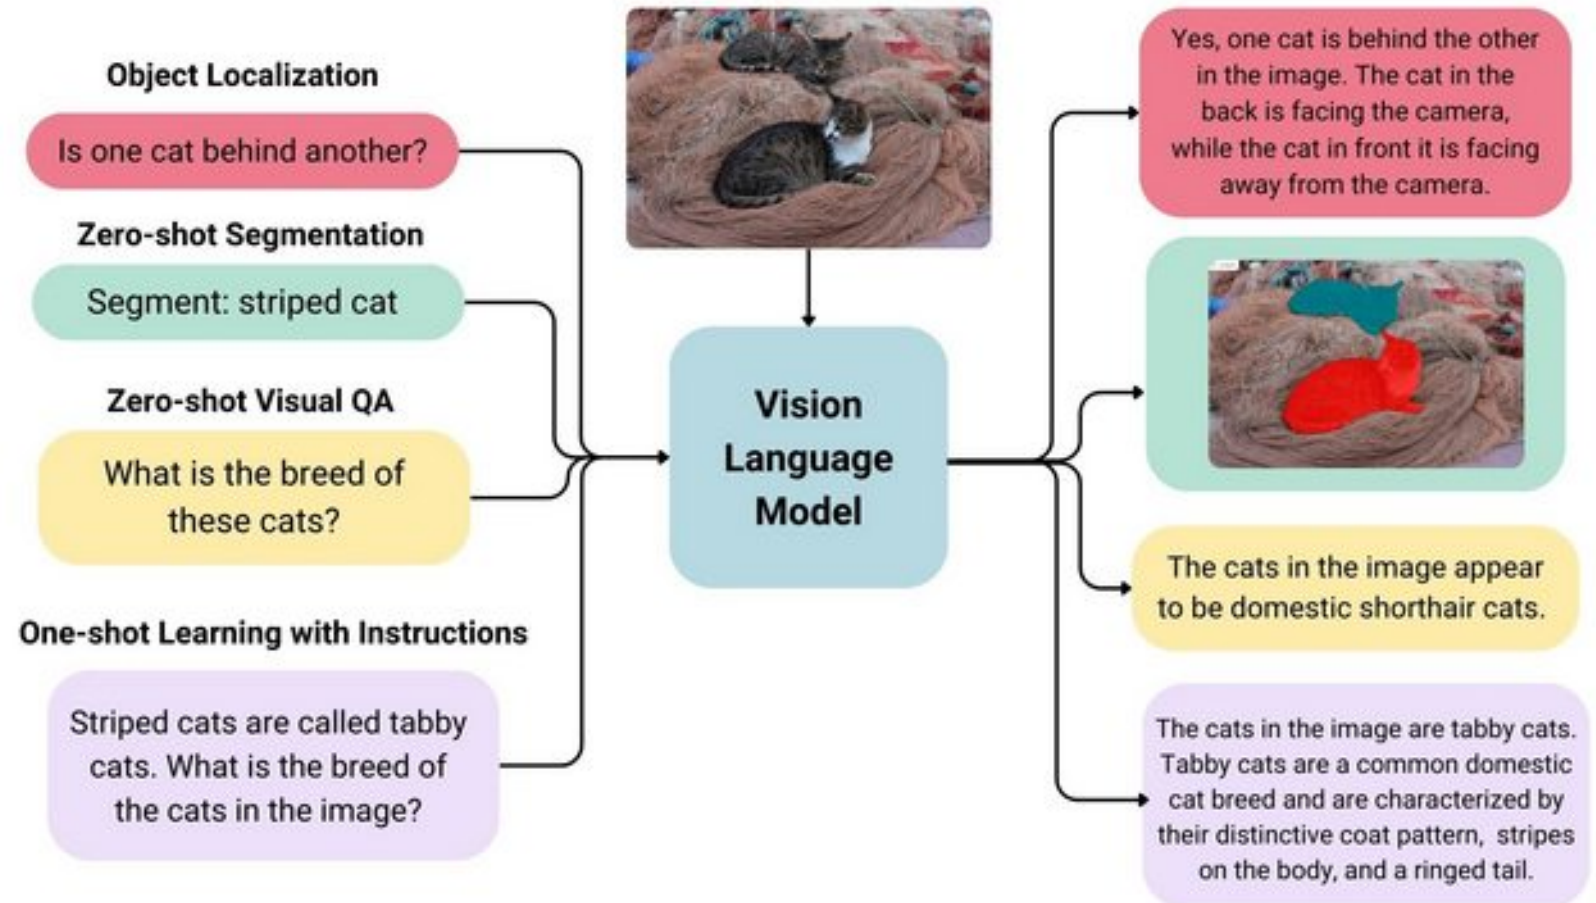 Object Localization
Is one cat behind another?
Zero-shot Segmentation
Segment: striped cat
Zero-shot Visual QA
What is the breed of
these cats?
One-shot Learning with Instructions
Striped cats are called tabby
cats. What is the breed of
the cats in the image?
Vision
Language
Model
Yes, one cat is behind the other
in the image. The cat in the
back is facing the camera,
while the cat in front it is facing
away from the camera.
The cats in the image appear
to be domestic shorthair cats.
The cats in the image are tabby cats.
Tabby cats are a common domestic
cat breed and are characterized by
their distinctive coat pattern, stripes
on the body, and a ringed tail.